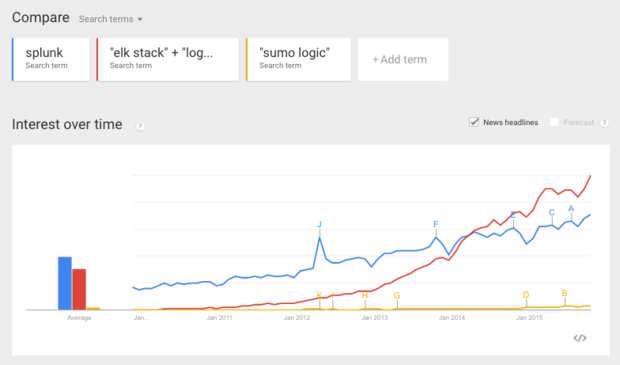 Compare Search terms
splunk
Search term
"elk stack" + "log...
Search term
"sumo logic"
Search term
+Add term
Interest over time ?
News headlines
Forecast ?
J
F
E
C
A
K
H
G
D
B
Average
Jan...
Jan 2011
Jan 2012
Jan 2013
Jan 2014
Jan 2015
</>